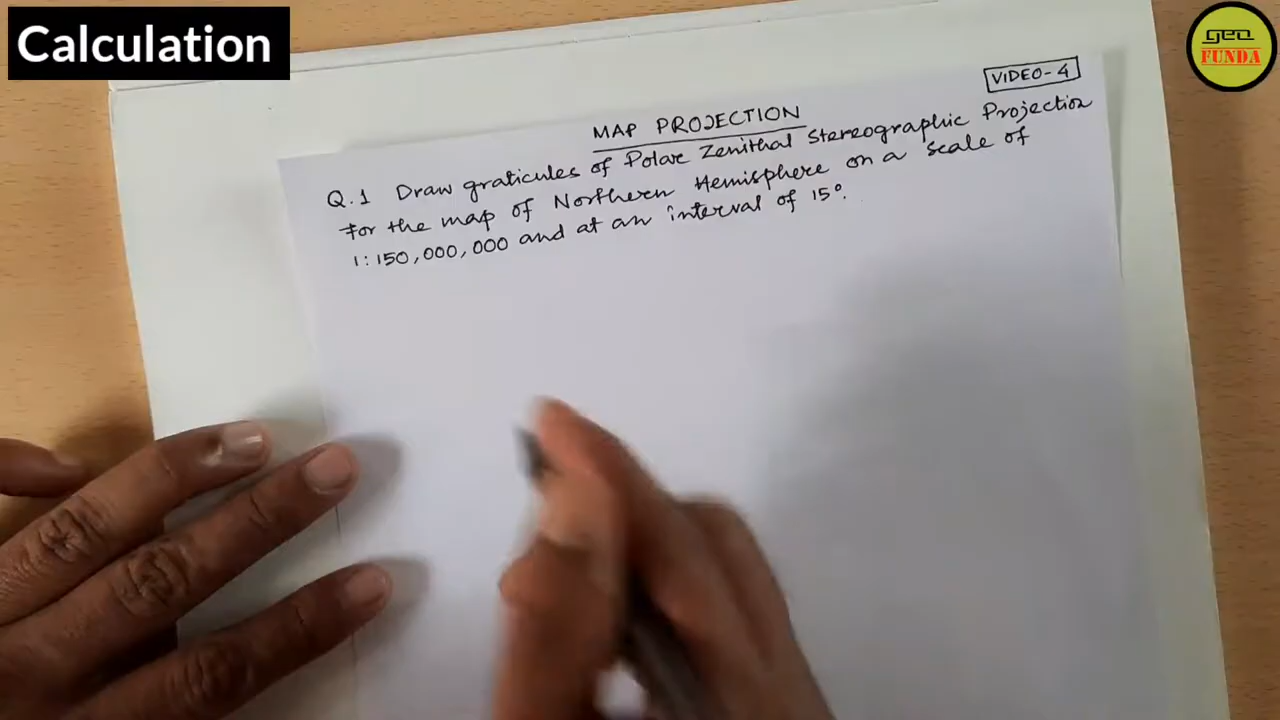 Calculation
geo
FUNDA
VIDEO-4
MAP PROJECTION
Q.1 Draw graticules of Polar Zenithal Stereographic Projection
for the map of Northern Hemisphere on a scale of
1:150,000,000 and at an interval of 15°.